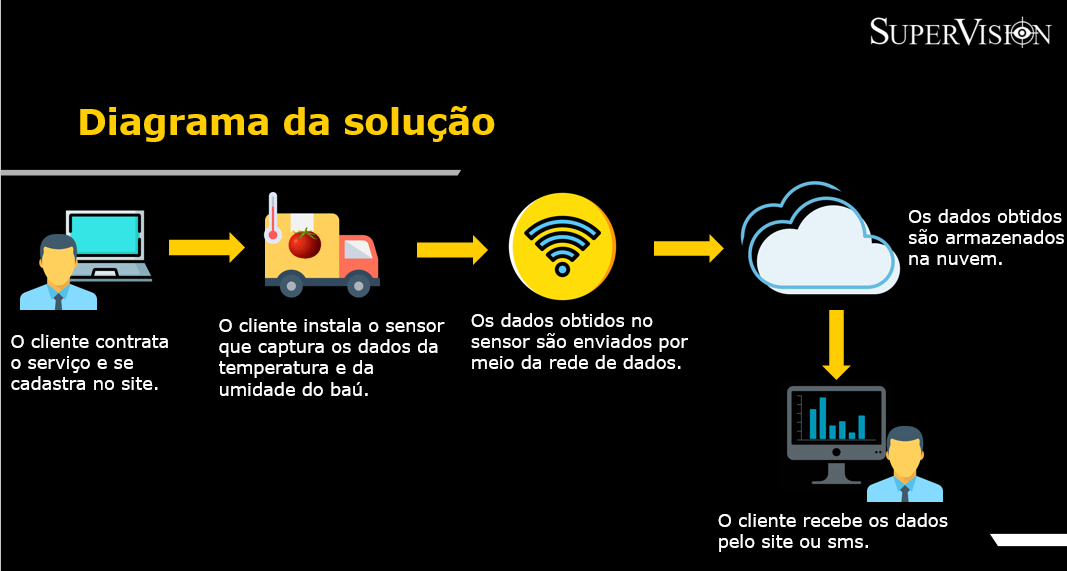 SUPERVISION
Diagrama da solução
O cliente contrata
o serviço e se
cadastra no site.
O cliente instala o sensor
que captura os dados da
temperatura e da
umidade do baú.
Os dados obtidos no
sensor são enviados por
meio da rede de dados.
Os dados obtidos
são armazenados
na nuvem.
O cliente recebe os dados
pelo site ou sms.